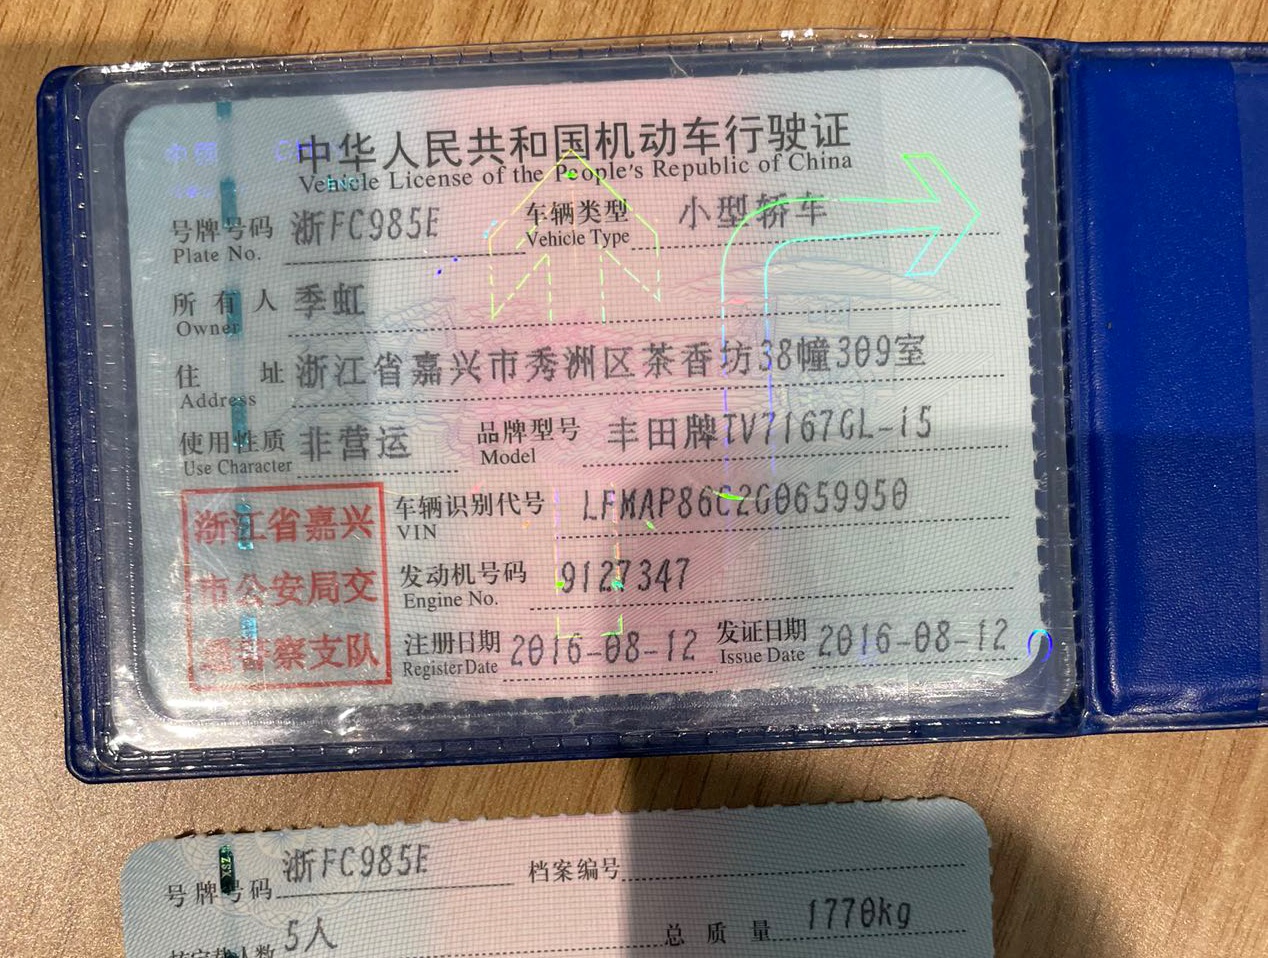 中华人民共和国机动车行驶证
Vehicle License of the People's Republic of China
号牌号码 浙FC985E 车辆类型 小型轿车
Plate No. Vehicle Type
所有人 季虹
Owner
住址 浙江省嘉兴市秀洲区茶香坊38幢309室
Address
使用性质 非营运 品牌型号 丰田牌TV7167GL-i5
Use Character Model
浙江省嘉兴
市公安局交
通警察支队
车辆识别代号 LFMAP86C2G0659950
VIN
发动机号码 9127347
Engine No.
注册日期 2016-08-12 发证日期 2016-08-12
Register Date Issue Date
号牌号码 浙FC985E 档案编号
核定载人数 5人 总质量 1770kg